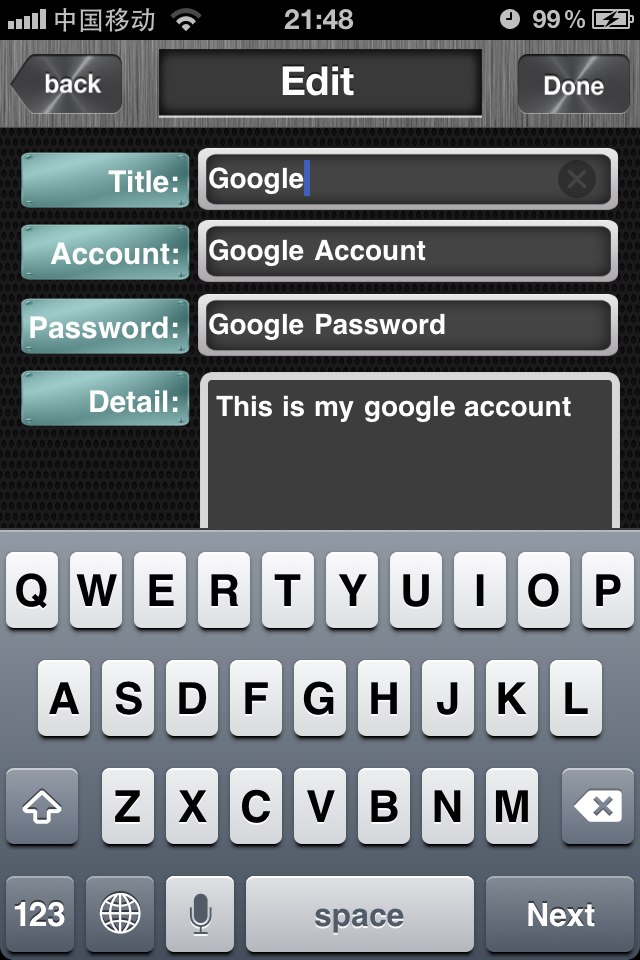 中国移动 21:48 99%
back Edit Done
Title: Google
Account: Google Account
Password: Google Password
Detail: This is my google account
Q W E R T Y U I O P
A S D F G H J K L
Z X C V B N M
123 space Next